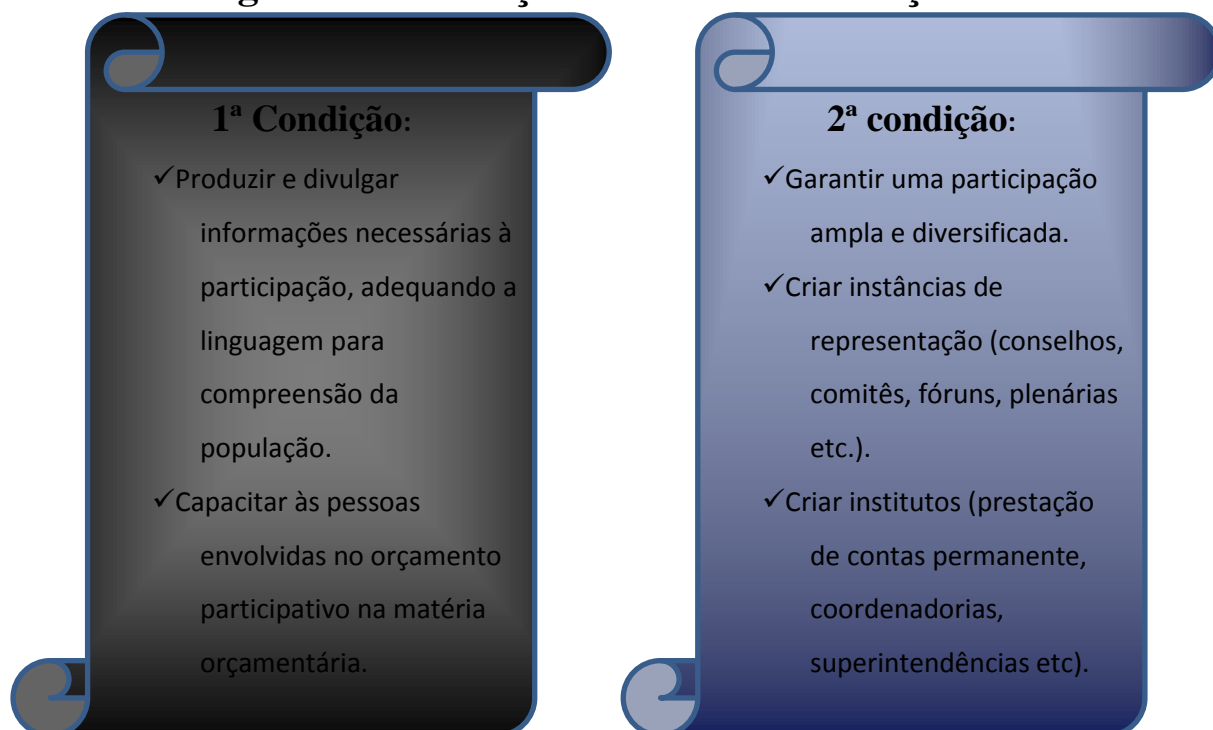 1ª Condição:
✓Produzir e divulgar
informações necessárias à
participação, adequando a
linguagem para
compreensão da
população.
✓Capacitar às pessoas
envolvidas no orçamento
participativo na matéria
orçamentária.
2ª condição:
✓Garantir uma participação
ampla e diversificada.
✓Criar instâncias de
representação (conselhos,
comitês, fóruns, plenárias
etc.).
✓Criar institutos (prestação
de contas permanente,
coordenadorias,
superintendências etc).